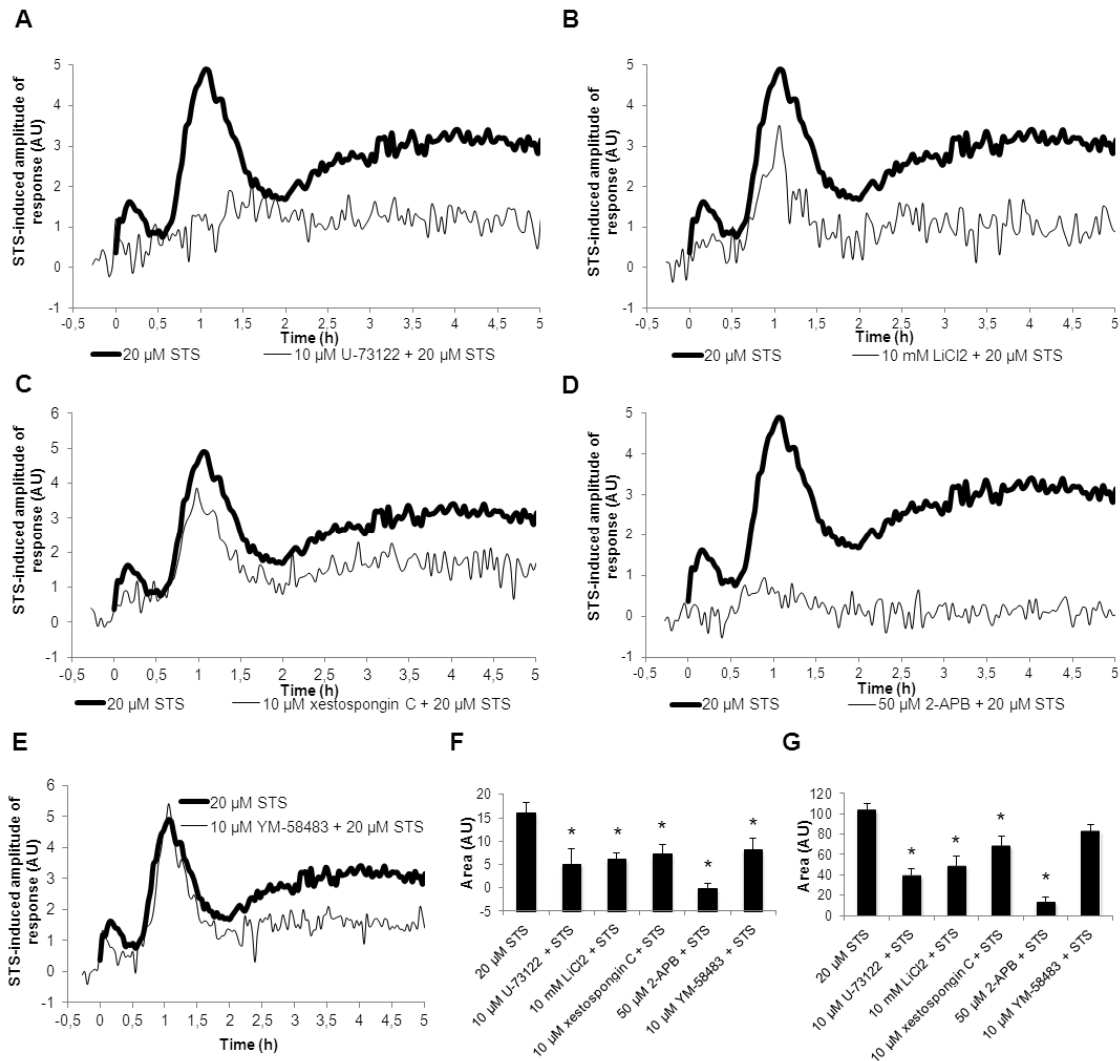 A
STS-induced amplitude of
response (AU)
5
4
3
2
1
0
-1
-0,5 0 0,5 1 1,5 2 2,5 3 3,5 4 4,5 5
Time (h)
20 µM STS 10 µM U-73122 + 20 µM STS
B
STS-induced amplitude of
response (AU)
5
4
3
2
1
0
-1
-0,5 0 0,5 1 1,5 2 2,5 3 3,5 4 4,5 5
Time (h)
20 µM STS 10 mM LiCl2 + 20 µM STS
C
STS-induced amplitude of
response (AU)
6
5
4
3
2
1
0
-1
-0,5 0 0,5 1 1,5 2 2,5 3 3,5 4 4,5 5
Time (h)
20 µM STS 10 µM xestospongin C + 20 µM STS
D
STS-induced amplitude of
response (AU)
5
4
3
2
1
0
-1
-0,5 0 0,5 1 1,5 2 2,5 3 3,5 4 4,5 5
Time (h)
20 µM STS 50 µM 2-APB + 20 µM STS
E
STS-induced amplitude of
response (AU)
6
5
4
3
2
1
0
-1
20 µM STS
10 µM YM-58483 + 20 µM STS
-0,5 0 0,5 1 1,5 2 2,5 3 3,5 4 4,5 5
Time (h)
F
Area (AU)
20
15
10
5
0
-5
* * * * *
20 µM STS
10 µM U-73122 + STS
10 mM LiCl2 + STS
10 µM xestospongin C + STS
50 µM 2-APB + STS
10 µM YM-58483 + STS
G
Area (AU)
120
100
80
60
40
20
0
* * * *
20 µM STS
10 µM U-73122 + STS
10 mM LiCl2 + STS
10 µM xestospongin C + STS
50 µM 2-APB + STS
10 µM YM-58483 + STS